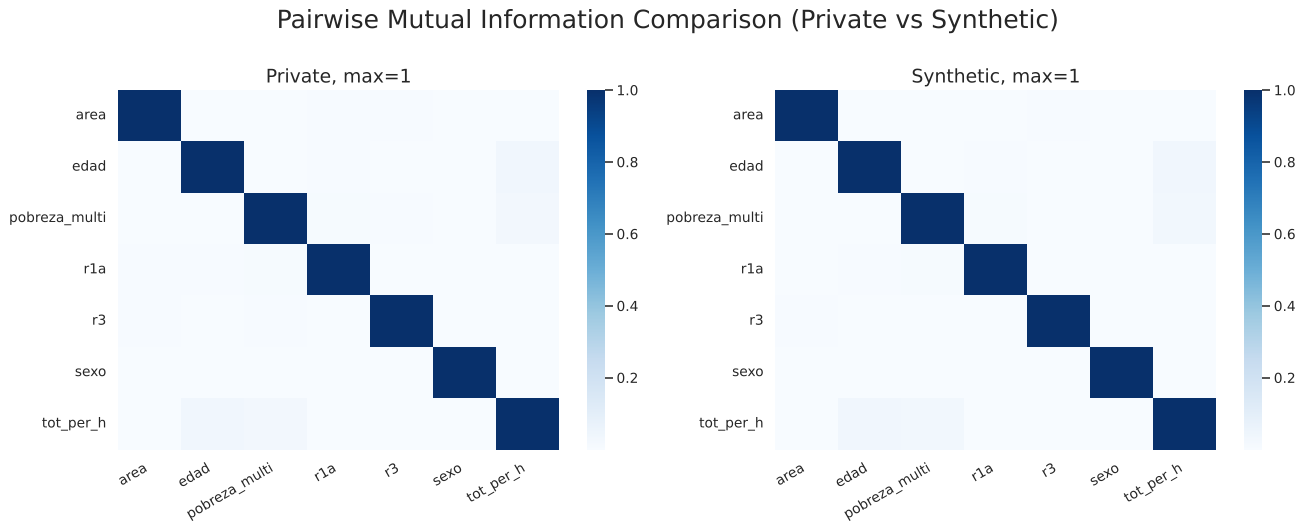 Pairwise Mutual Information Comparison (Private vs Synthetic)
Private, max=1
area
edad
pobreza_multi
r1a
r3
sexo
tot_per_h
area
edad
pobreza_multi
r1a
r3
sexo
tot_per_h
1.0
0.8
0.6
0.4
0.2
Synthetic, max=1
area
edad
pobreza_multi
r1a
r3
sexo
tot_per_h
area
edad
pobreza_multi
r1a
r3
sexo
tot_per_h
1.0
0.8
0.6
0.4
0.2